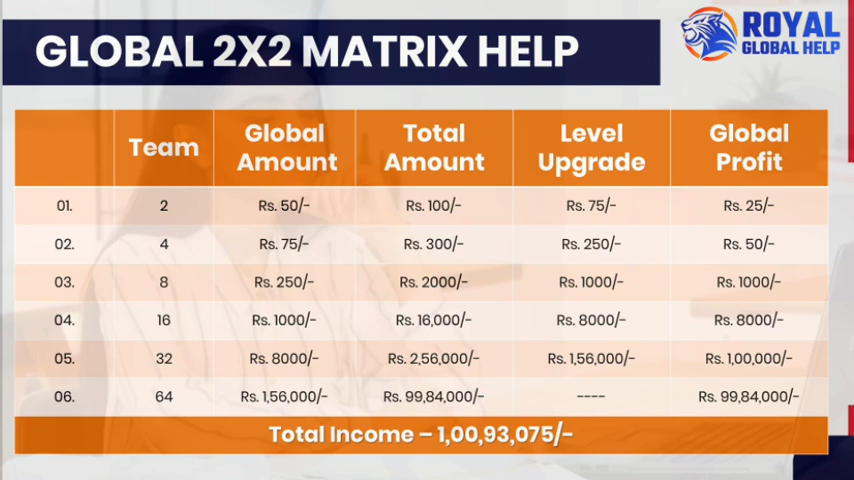 GLOBAL 2X2 MATRIX HELP
ROYAL
GLOBAL HELP
Team Global Amount Total Amount Level Upgrade Global Profit
01. 2 Rs. 50/- Rs. 100/- Rs. 75/- Rs. 25/-
02. 4 Rs. 75/- Rs. 300/- Rs. 250/- Rs. 50/-
03. 8 Rs. 250/- Rs. 2000/- Rs. 1000/- Rs. 1000/-
04. 16 Rs. 1000/- Rs. 16,000/- Rs. 8000/- Rs. 8000/-
05. 32 Rs. 8000/- Rs. 2,56,000/- Rs. 1,56,000/- Rs. 1,00,000/-
06. 64 Rs. 1,56,000/- Rs. 99,84,000/- ---- Rs. 99,84,000/-
Total Income – 1,00,93,075/-